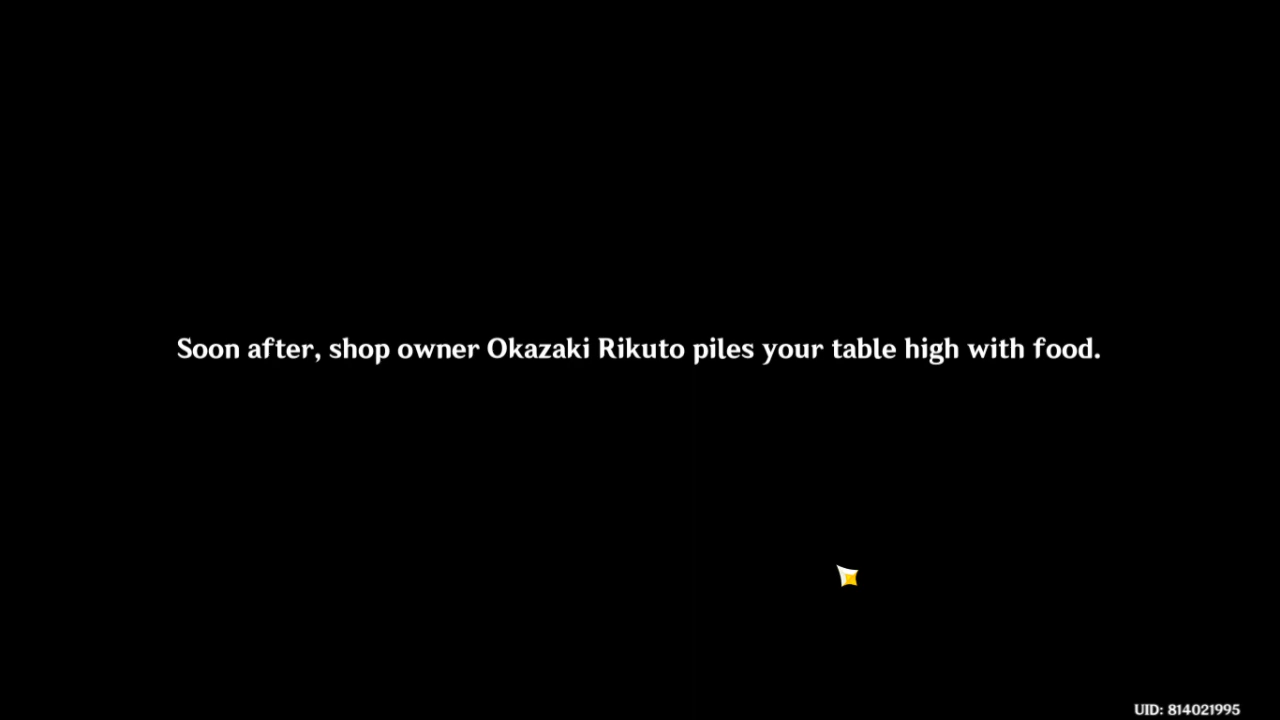 Soon after, shop owner Okazaki Rikuto piles your table high with food.
UID: 814021995